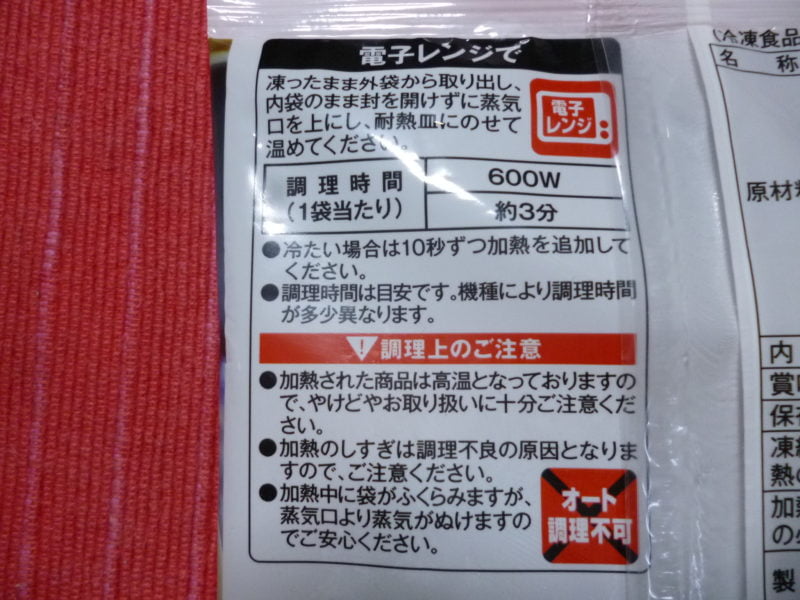 電子レンジで
凍ったまま外袋から取り出し、
内袋のまま封を開けずに蒸気
口を上にし、耐熱皿にのせて
温めてください。
電子
レンジ
調理時間
(1袋当たり)
600W
約3分
●冷たい場合は10秒ずつ加熱を追加して
ください。
●調理時間は目安です。機種により調理時間
が多少異なります。
調理上のご注意
●加熱された商品は高温となっておりますの
で、やけどやお取り扱いに十分ご注意くだ
さい。
●加熱のしすぎは調理不良の原因となりま
すので、ご注意ください。
●加熱中に袋がふくらみますが、
蒸気口より蒸気がぬけますの
でご安心ください。
オート
調理不可
(冷凍食品
名称
原材
内
賞
保
凍
熱
加
の
製